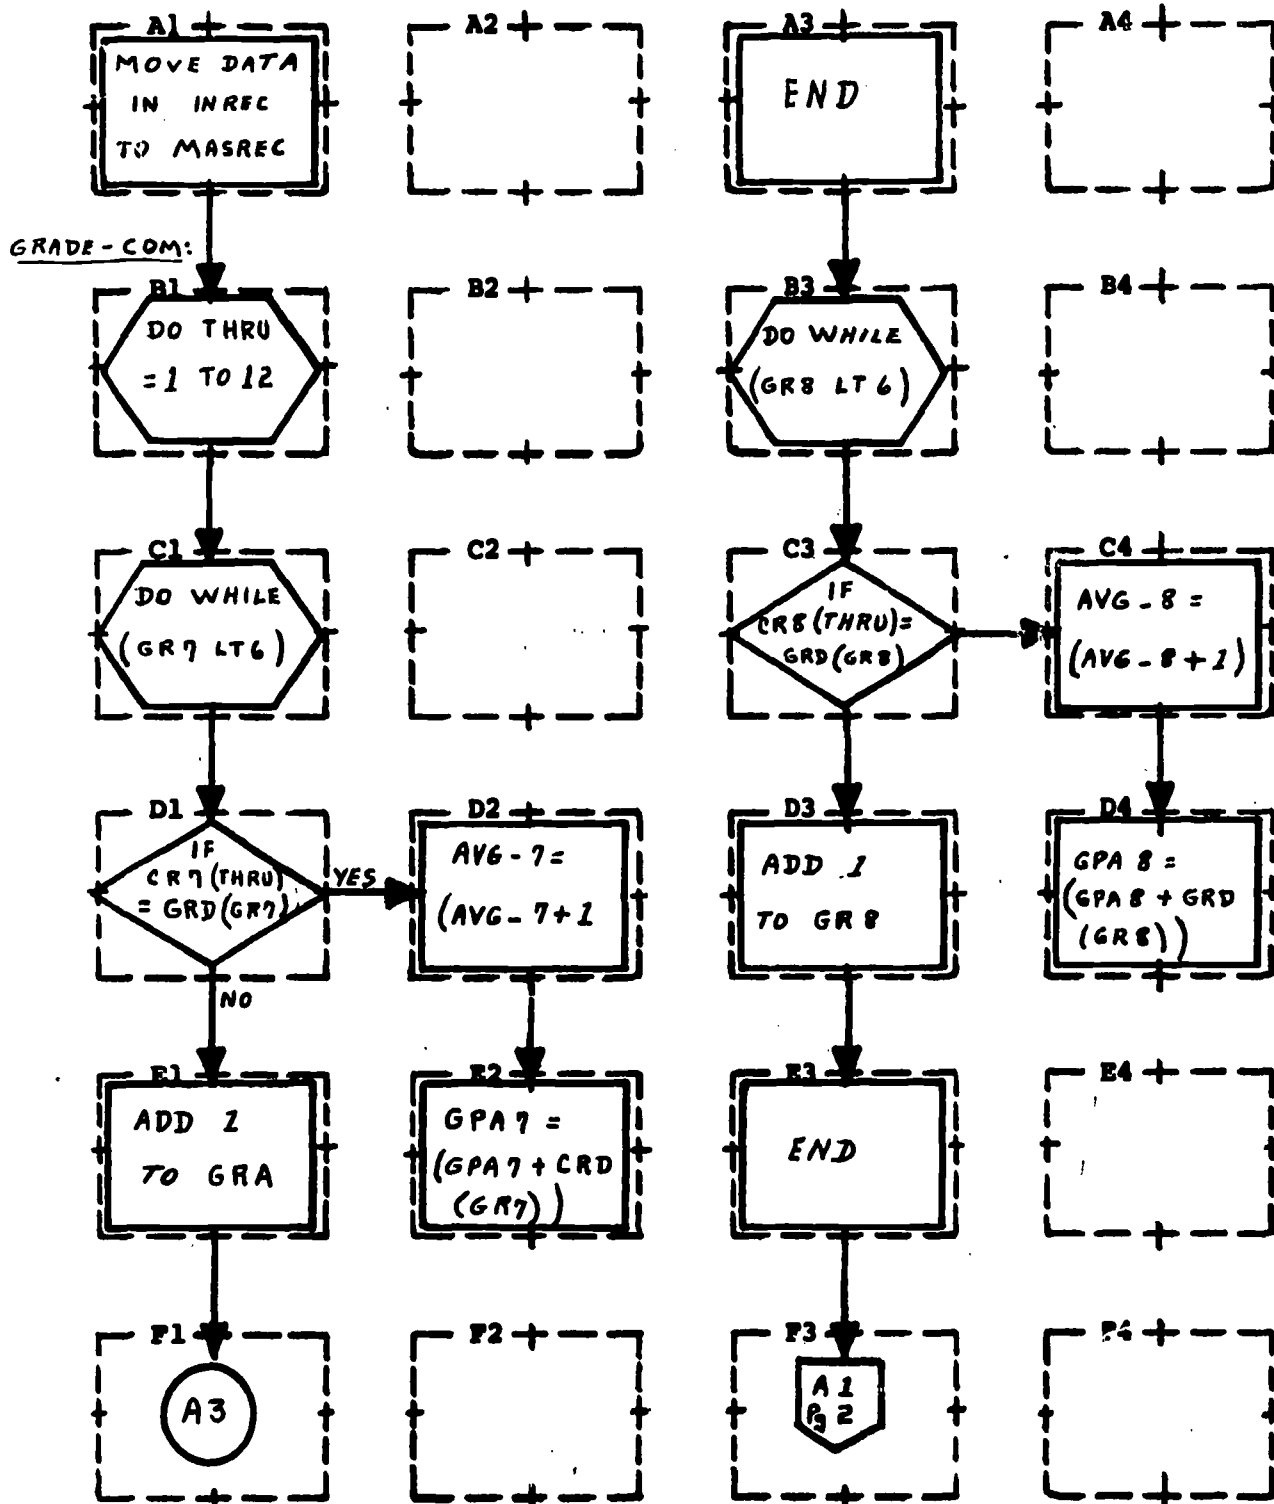 A1
MOVE DATA
IN INREC
TO MASREC
A2
A3
END
A4
GRADE-COM:
B1
DO THRU
=1 TO 12
B2
B3
DO WHILE
(GR8 LT 6)
B4
C1
DO WHILE
(GR7 LT6)
C2
C3
IF
CR8(THRU)=
GRD(GR8)
C4
AVG-8=
(AVG-8+1)
D1
IF
CR7(THRU)
=GRD(GR7)
YES
NO
D2
AVG-7=
(AVG-7+1
D3
ADD 1
TO GR8
D4
GPA8=
(GPA8+GRD
(GR8))
E1
ADD 1
TO GRA
E2
GPA7=
(GPA7+CRD
(GR7))
E3
END
E4
F1
A3
F2
F3
A1
Pg 2
F4